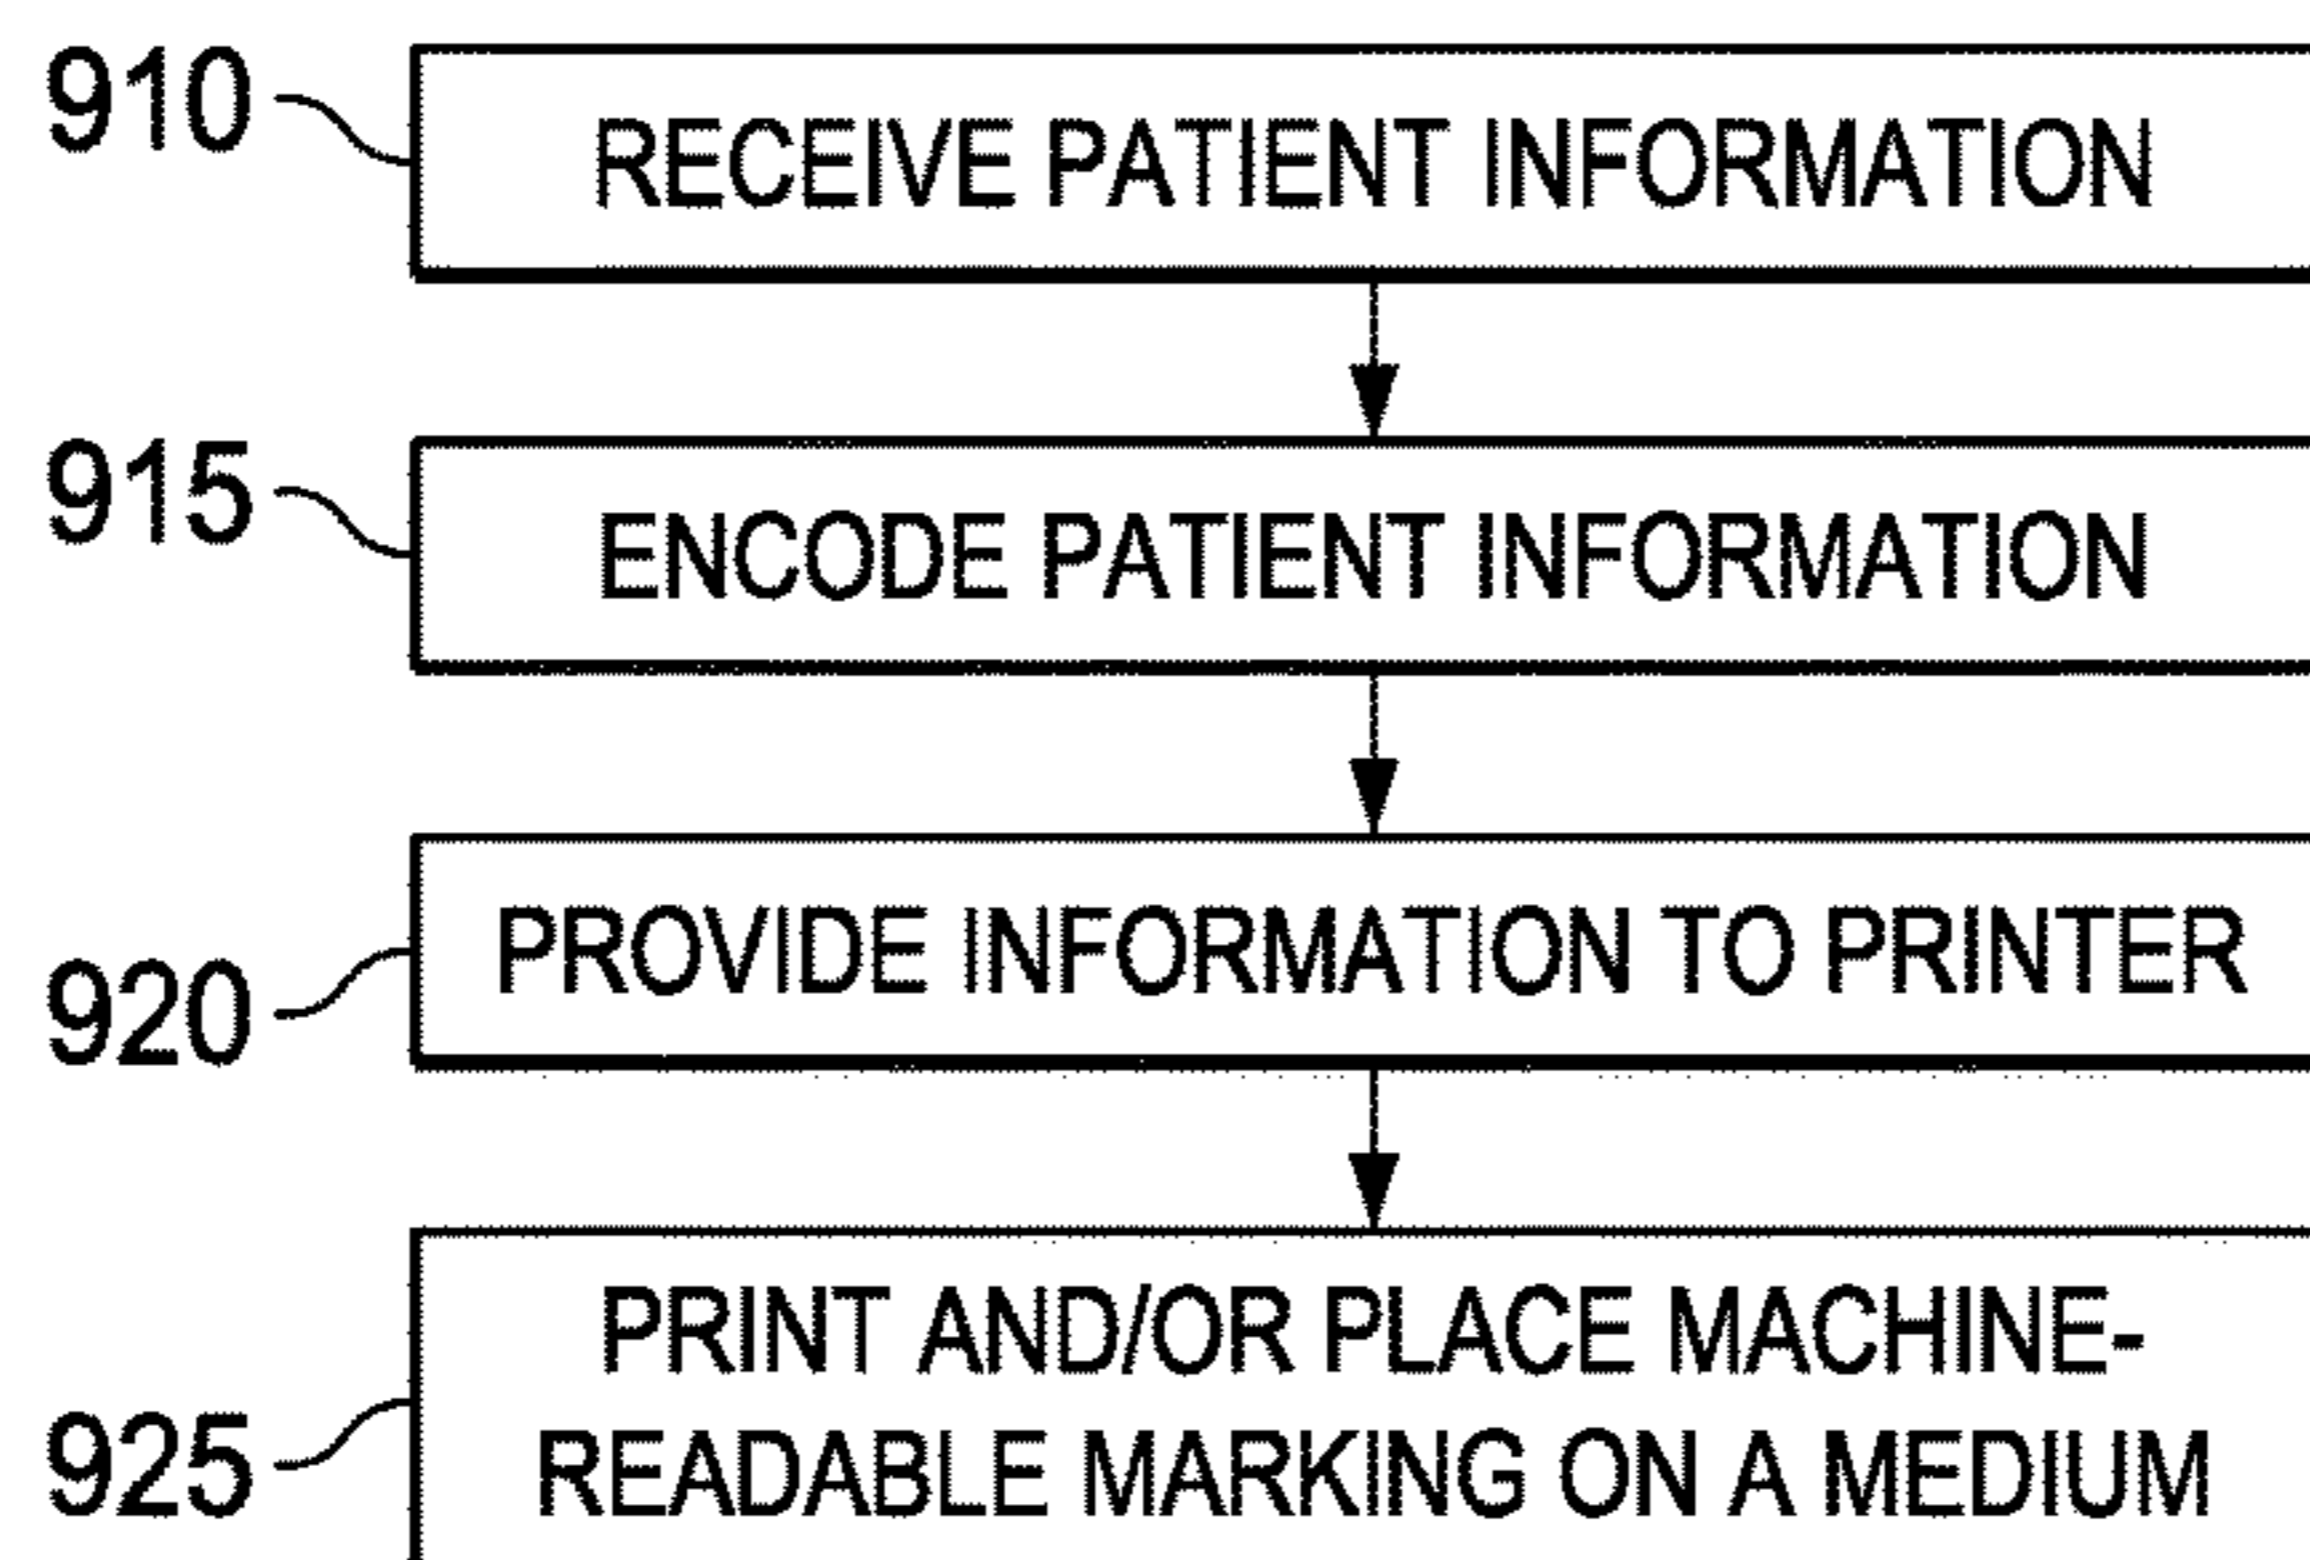 910
RECEIVE PATIENT INFORMATION
915
ENCODE PATIENT INFORMATION
920
PROVIDE INFORMATION TO PRINTER
925
PRINT AND/OR PLACE MACHINE-
READABLE MARKING ON A MEDIUM